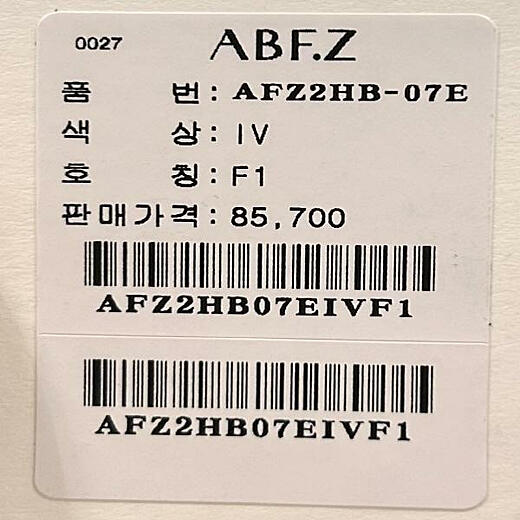 0027 ABF.Z
품 번 : AFZ2HB-07E
색 상 : IV
호 칭 : F1
판매가격 : 85,700
AFZ2HB07EIVF1
AFZ2HB07EIVF1